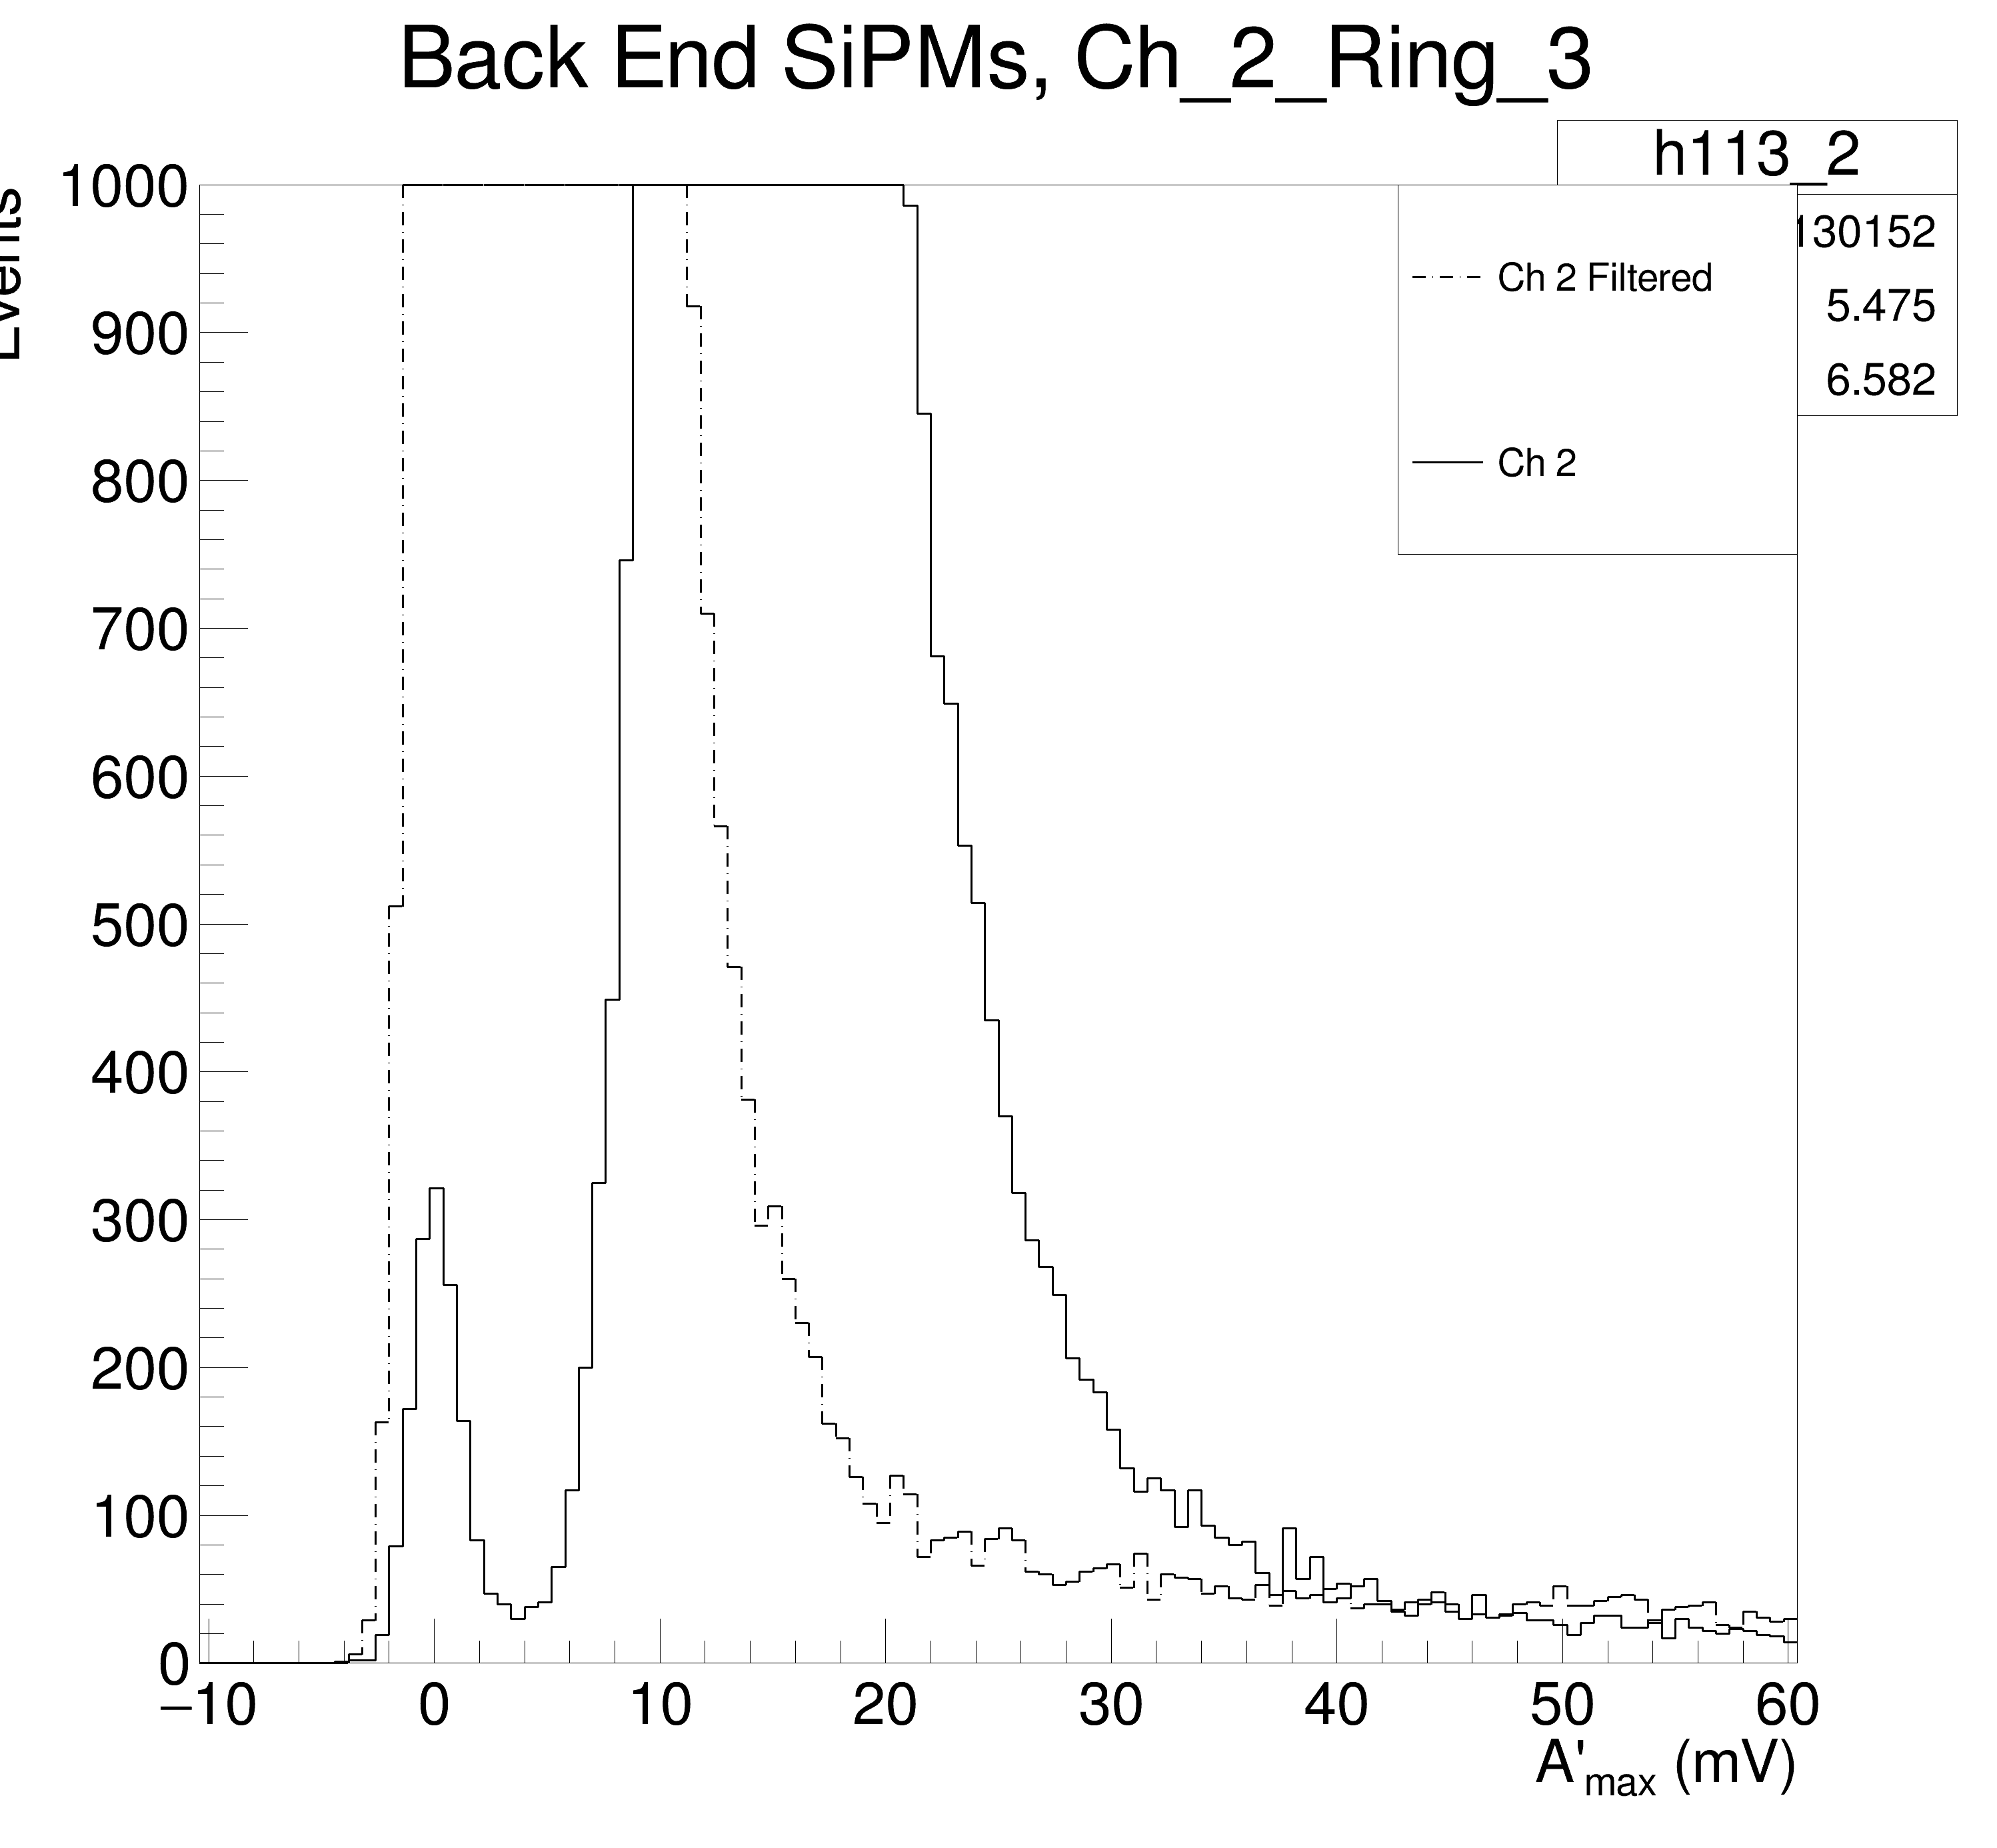 Back End SiPMs, Ch_2_Ring_3
h113_2
130152
5.475
6.582
Ch 2 Filtered
Ch 2
Events
1000
900
800
700
600
500
400
300
200
100
0
−10 0 10 20 30 40 50 60
A'max (mV)